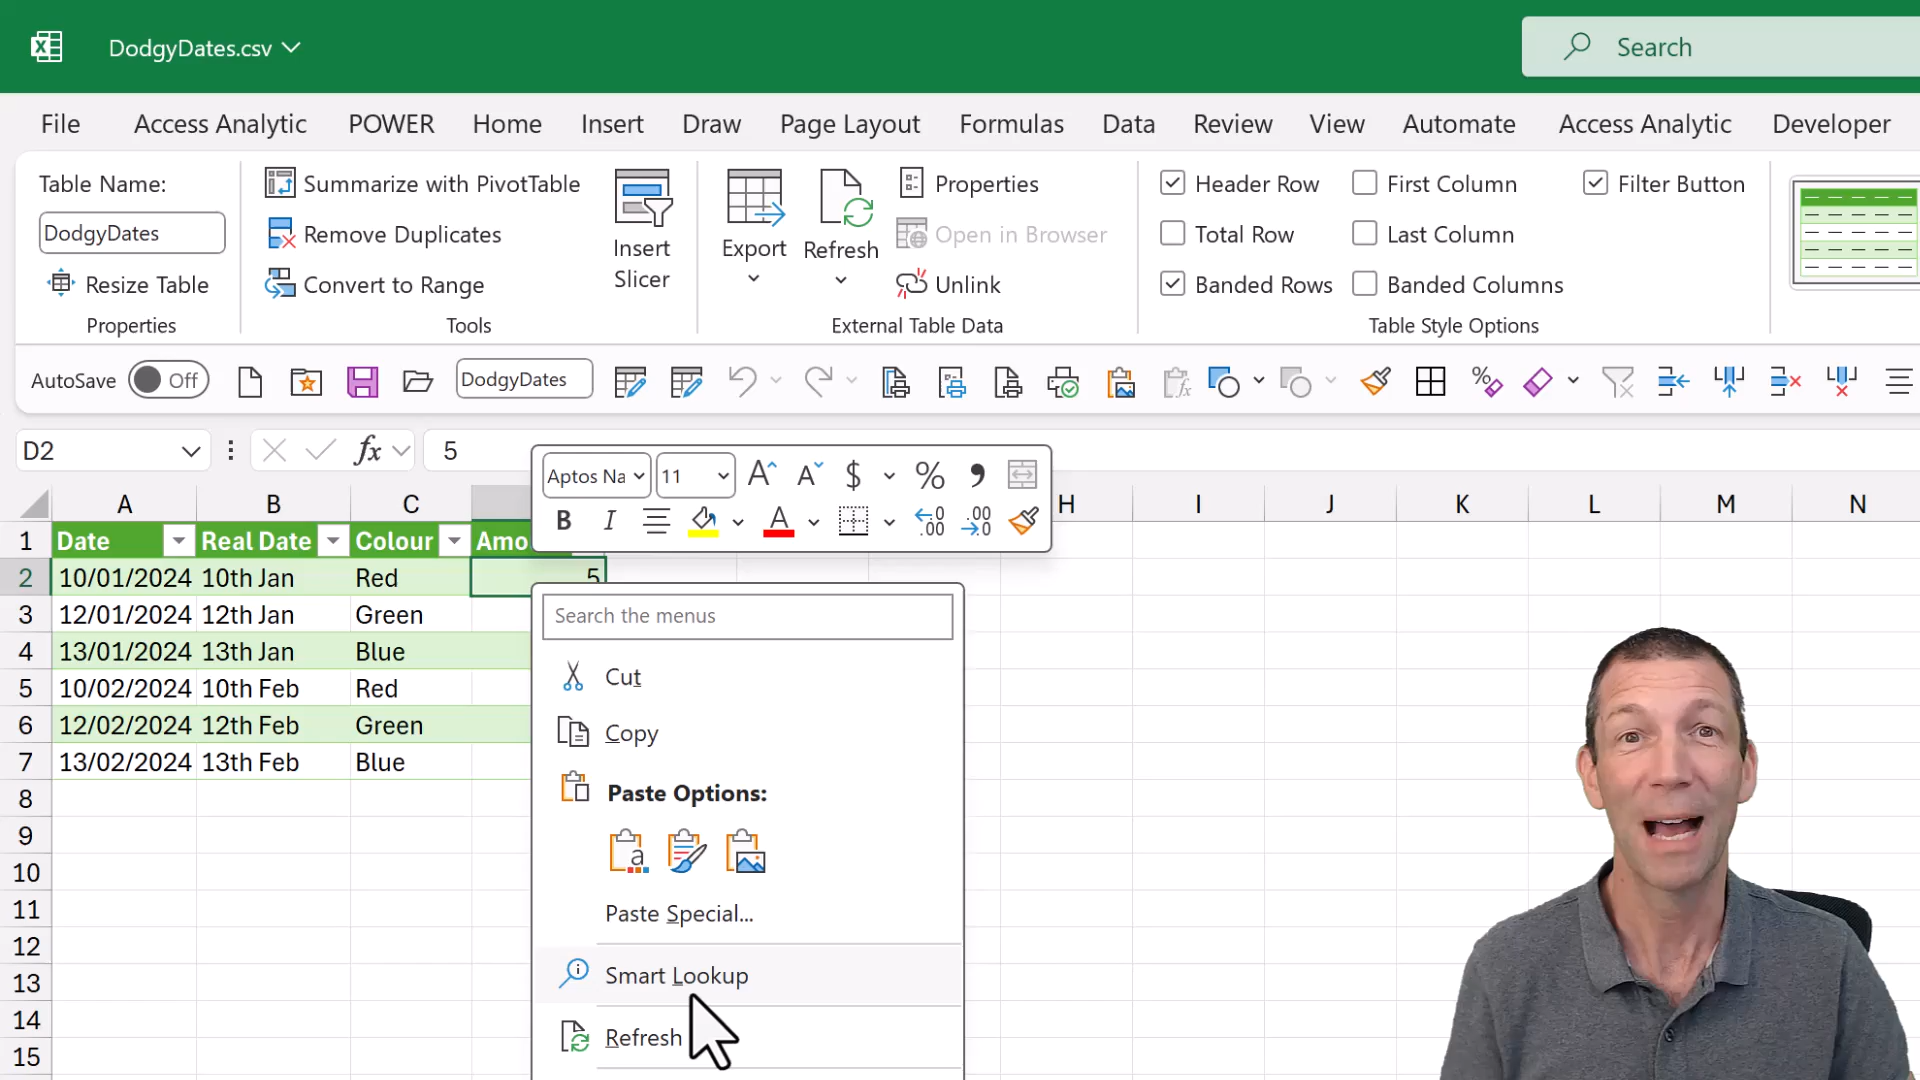 DodgyDates.csv
Search
File Access Analytic POWER Home Insert Draw Page Layout Formulas Data Review View Automate Access Analytic Developer
Table Name:
DodgyDates
Resize Table
Properties
Summarize with PivotTable
Remove Duplicates
Convert to Range
Tools
Insert
Slicer
Export
Refresh
Properties
Open in Browser
Unlink
External Table Data
Header Row
First Column
Filter Button
Total Row
Last Column
Banded Rows
Banded Columns
Table Style Options
AutoSave Off
DodgyDates
D2
fx
5
Aptos Na
11
A A $ % ,
B I A .00 .00
A B C H I J K L M N
1 Date Real Date Colour Amo
2 10/01/2024 10th Jan Red 5
3 12/01/2024 12th Jan Green
4 13/01/2024 13th Jan Blue
5 10/02/2024 10th Feb Red
6 12/02/2024 12th Feb Green
7 13/02/2024 13th Feb Blue
8
9
10
11
12
13
14
15
Search the menus
Cut
Copy
Paste Options:
Paste Special...
Smart Lookup
Refresh